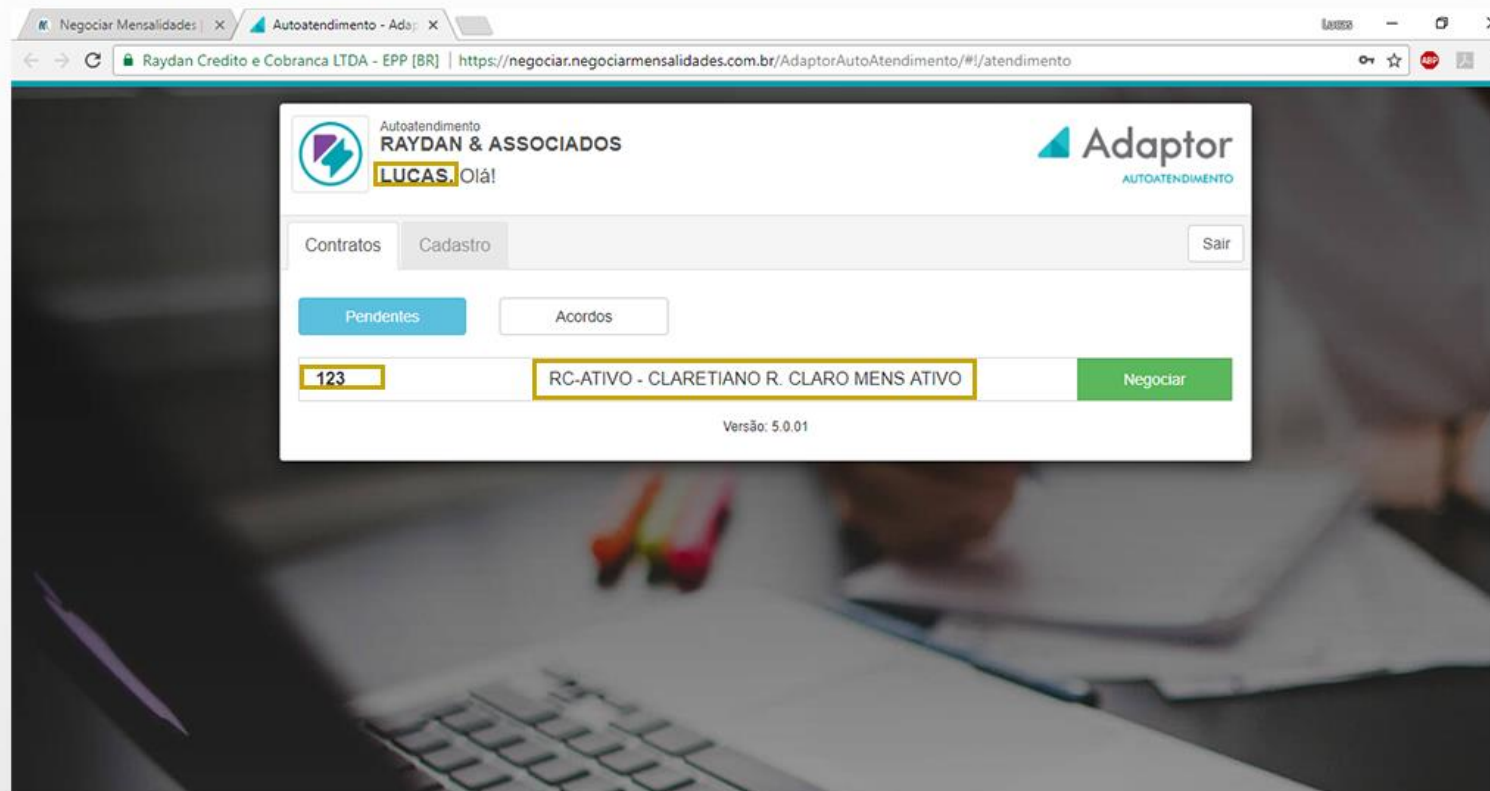 Negociar Mensalidades |
Autoatendimento - Adap
Lucas
Raydan Credito e Cobranca LTDA - EPP [BR] | https://negociar.negociarmensalidades.com.br/AdaptorAutoAtendimento/#!/atendimento
ABP
Autoatendimento
RAYDAN & ASSOCIADOS
LUCAS, Olá!
Adaptor
AUTOATENDIMENTO
Contratos
Cadastro
Sair
Pendentes
Acordos
123
RC-ATIVO - CLARETIANO R. CLARO MENS ATIVO
Negociar
Versão: 5.0.01